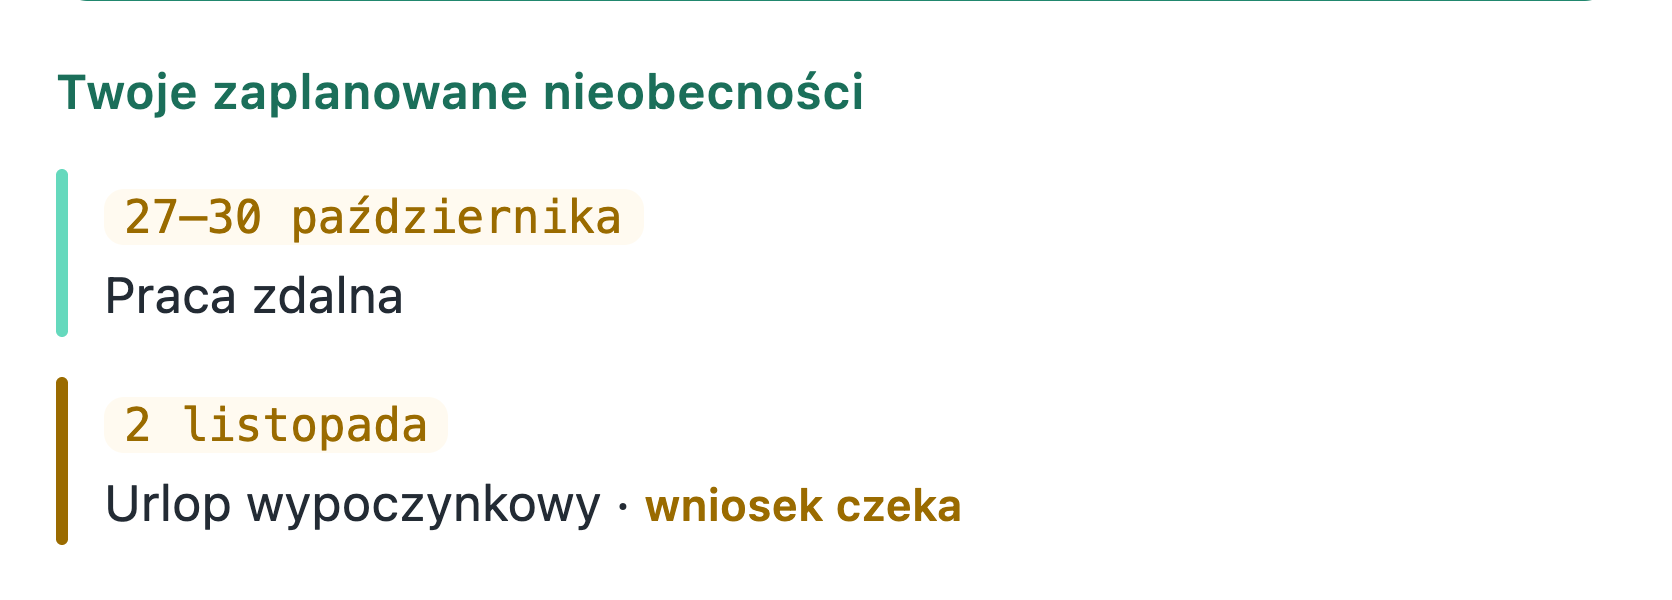 Twoje zaplanowane nieobecności
27–30 października
Praca zdalna
2 listopada
Urlop wypoczynkowy · wniosek czeka